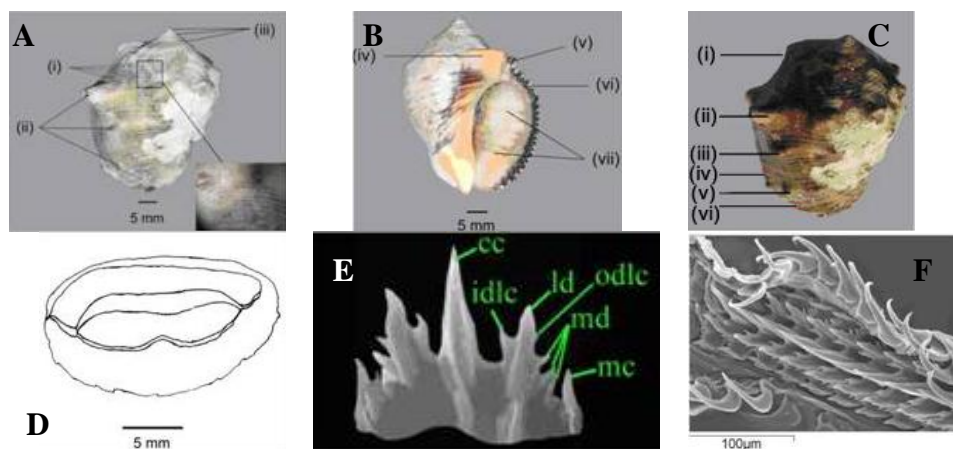 A
(i)
(ii)
(iii)
5 mm
B
(iv)
(v)
(vi)
(vii)
5 mm
C
(i)
(ii)
(iii)
(iv)
(v)
(vi)
D
5 mm
E
cc
idlc
ld
odlc
md
mc
F
100µm